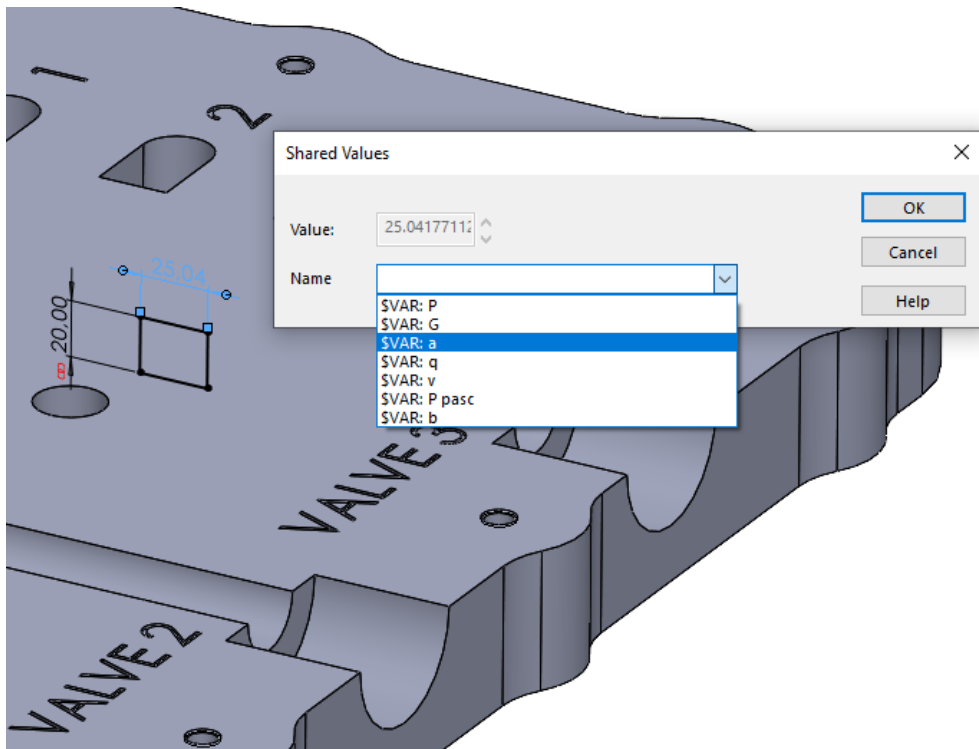 1
2
Shared Values
OK
Value:
25.04177112
Cancel
Name
Help
$VAR: P
$VAR: G
$VAR: a
$VAR: q
$VAR: v
$VAR: P pasc
$VAR: b
25.04
20,00
VALVE 3
VALVE 2